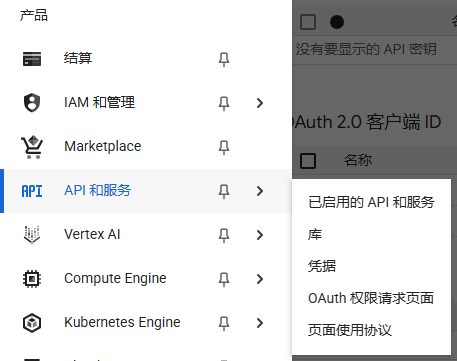 产品
结算
IAM 和管理
Marketplace
API 和服务
Vertex AI
Compute Engine
Kubernetes Engine
没有要显示的 API 密钥
OAuth 2.0 客户端 ID
名称
已启用的 API 和服务
库
凭据
OAuth 权限请求页面
页面使用协议